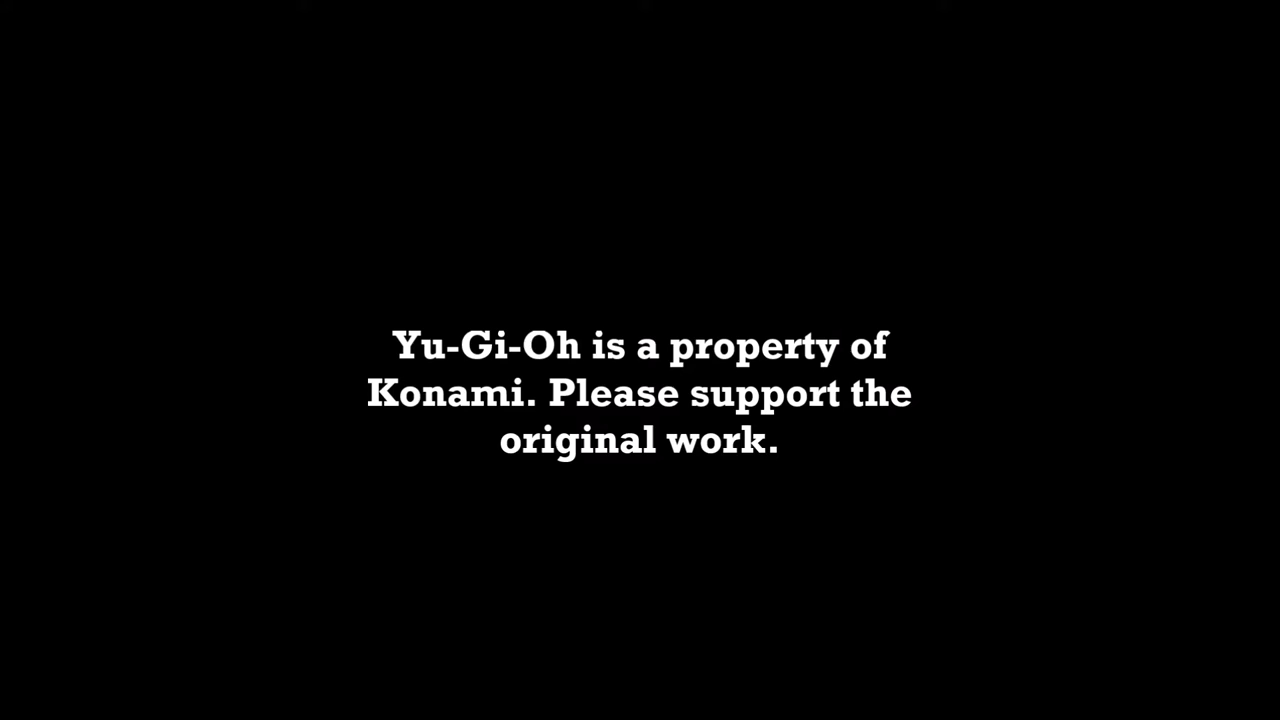 Yu-Gi-Oh is a property of
Konami. Please support the
original work.